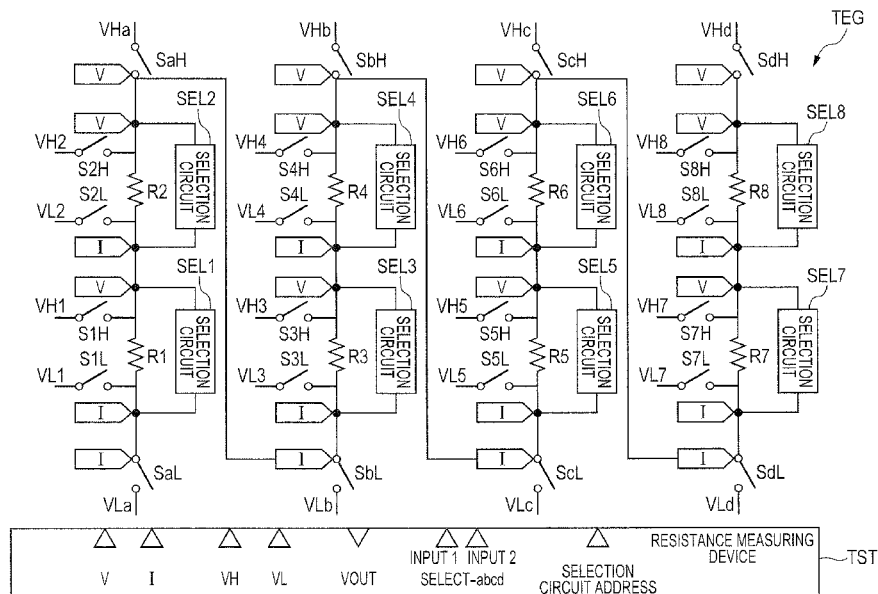 VHa VHb VHc VHd TEG
SaH SbH ScH SdH
V V V V
SEL2 SEL4 SEL6 SEL8
V V V V
VH2 VH4 VH6 VH8
S2H S4H S6H S8H
SELECTION CIRCUIT SELECTION CIRCUIT SELECTION CIRCUIT SELECTION CIRCUIT
S2L R2 S4L R4 S6L R6 S8L R8
VL2 VL4 VL6 VL8
I I I I
SEL1 SEL3 SEL5 SEL7
V V V V
VH1 VH3 VH5 VH7
S1H S3H S5H S7H
SELECTION CIRCUIT SELECTION CIRCUIT SELECTION CIRCUIT SELECTION CIRCUIT
S1L R1 S3L R3 S5L R5 S7L R7
VL1 VL3 VL5 VL7
I I I I
I I I I
SaL SbL ScL SdL
VLa VLb VLc VLd
V I VH VL VOUT
INPUT 1 INPUT 2
SELECT-abcd
SELECTION
CIRCUIT ADDRESS
RESISTANCE MEASURING
DEVICE
TST